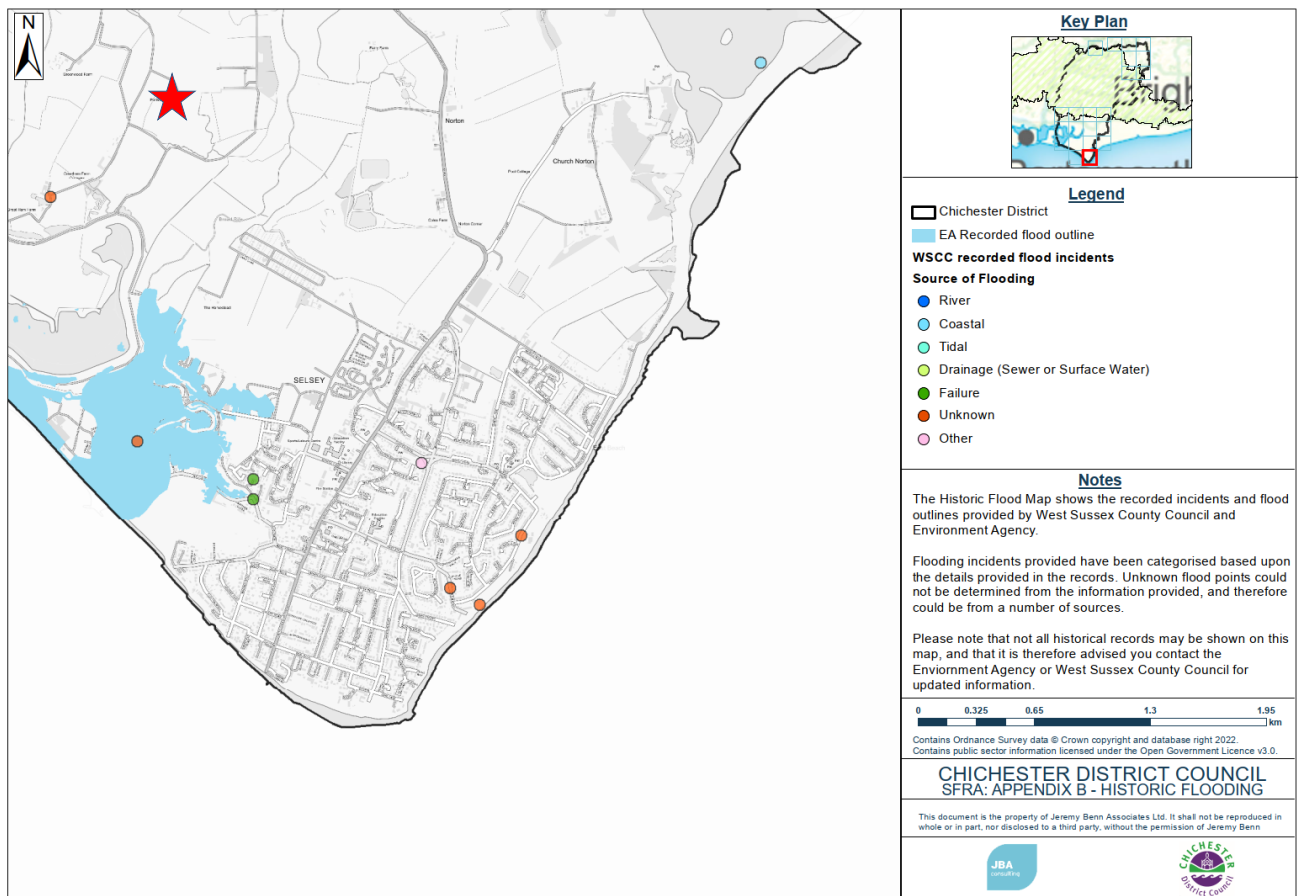 N
Norton
Church Norton
Norton Corner
SELSEY
Key Plan
Legend
Chichester District
EA Recorded flood outline
WSCC recorded flood incidents
Source of Flooding
River
Coastal
Tidal
Drainage (Sewer or Surface Water)
Failure
Unknown
Other
Notes
The Historic Flood Map shows the recorded incidents and flood
outlines provided by West Sussex County Council and
Environment Agency.
Flooding incidents provided have been categorised based upon
the details provided in the records. Unknown flood points could
not be determined from the information provided, and therefore
could be from a number of sources.
Please note that not all historical records may be shown on this
map, and that it is therefore advised you contact the
Enviornment Agency or West Sussex County Council for
updated information.
0 0.325 0.65 1.3 1.95
km
Contains Ordnance Survey data © Crown copyright and database right 2022.
Contains public sector information licensed under the Open Government Licence v3.0.
CHICHESTER DISTRICT COUNCIL
SFRA: APPENDIX B - HISTORIC FLOODING
This document is the property of Jeremy Benn Associates Ltd. It shall not be reproduced in
whole or in part, nor disclosed to a third party, without the permission of Jeremy Benn
JBA
consulting
CHICHESTER
District Council